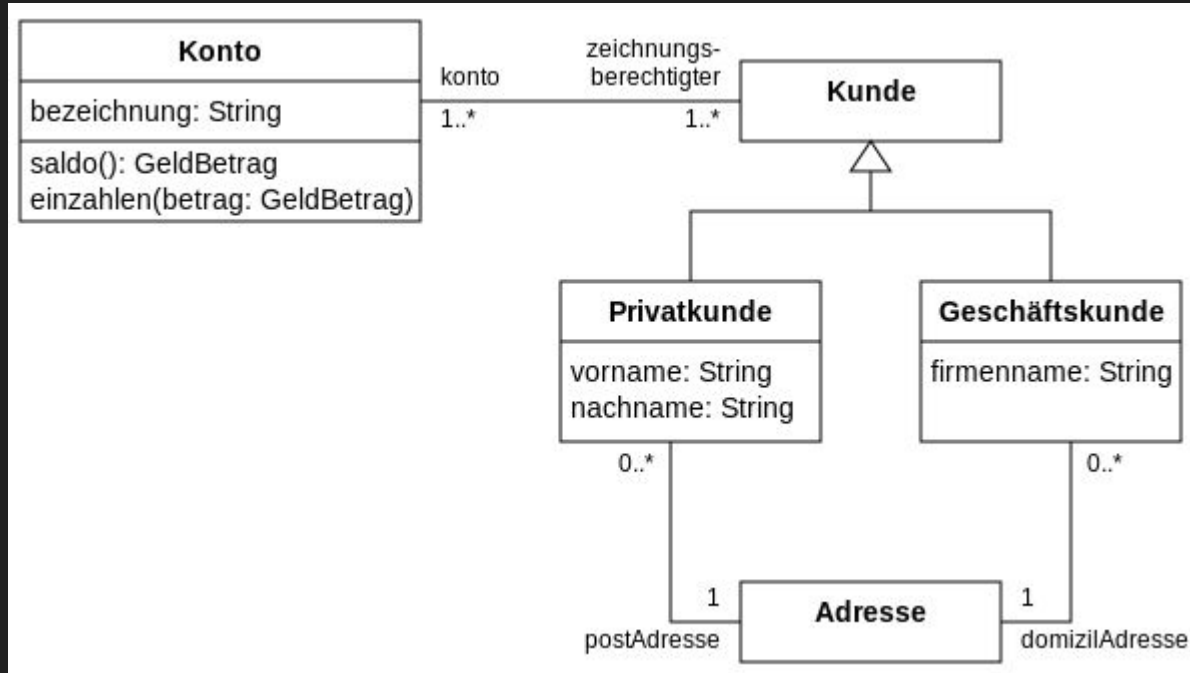 Konto
bezeichnung: String
saldo(): GeldBetrag
einzahlen(betrag: GeldBetrag)
konto
1..*
zeichnungs-
berechtigter
1..*
Kunde
Privatkunde
vorname: String
nachname: String
0..*
Geschäftskunde
firmenname: String
0..*
1
postAdresse
Adresse
1
domizilAdresse